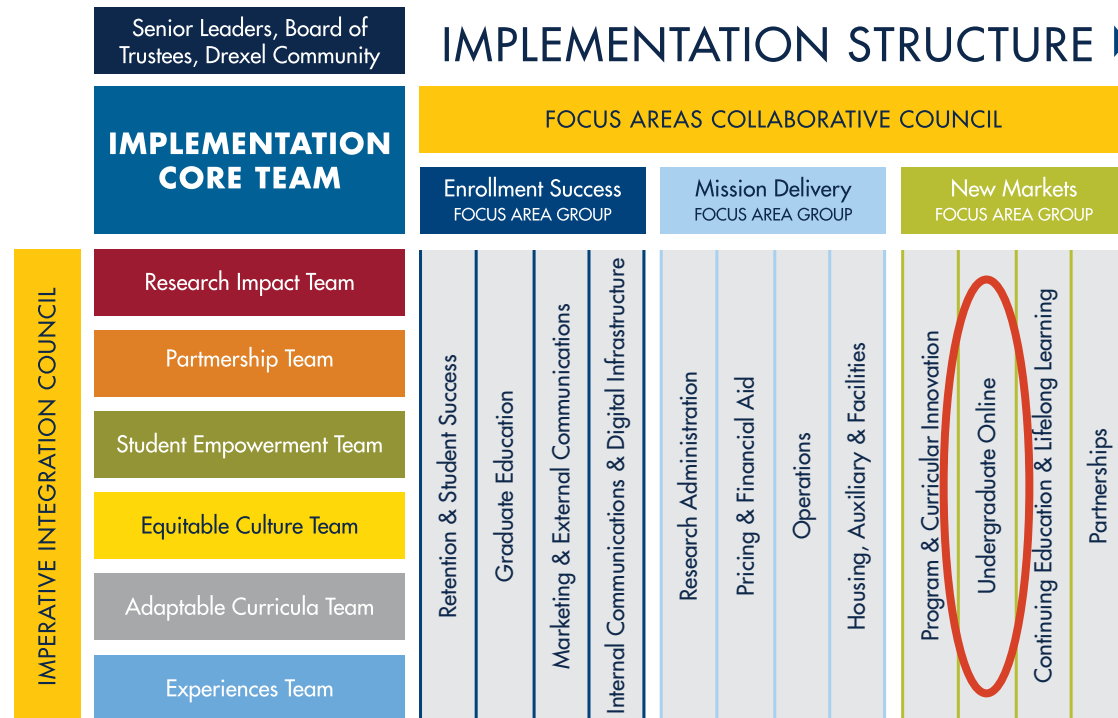 Senior Leaders, Board of
Trustees, Drexel Community
IMPLEMENTATION STRUCTURE
IMPLEMENTATION
CORE TEAM
FOCUS AREAS COLLABORATIVE COUNCIL
Enrollment Success
FOCUS AREA GROUP
Mission Delivery
FOCUS AREA GROUP
New Markets
FOCUS AREA GROUP
IMPERATIVE INTEGRATION COUNCIL
Research Impact Team
Partmership Team
Student Empowerment Team
Equitable Culture Team
Adaptable Curricula Team
Experiences Team
Retention & Student Success
Graduate Education
Marketing & External Communications
Internal Communications & Digital Infrastructure
Research Administration
Pricing & Financial Aid
Operations
Housing, Auxiliary & Facilities
Program & Curricular Innovation
Undergraduate Online
Continuing Education & Lifelong Learning
Partnerships